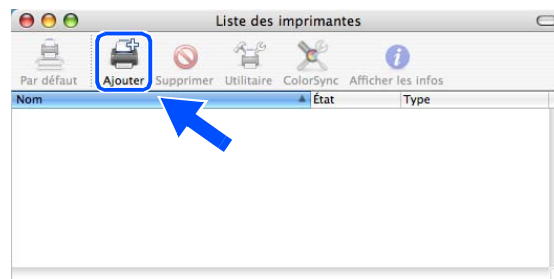 Liste des imprimantes
Par défaut Ajouter Supprimer Utilitaire ColorSync Afficher les infos
Nom État Type